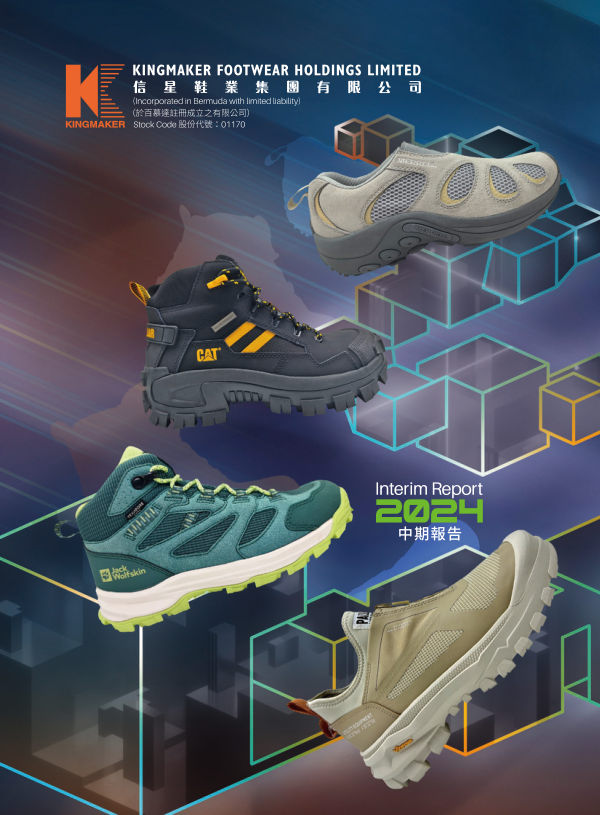 KINGMAKER FOOTWEAR HOLDINGS LIMITED
信星鞋業集團有限公司
(Incorporated in Bermuda with limited liability)
(於百慕達註冊成立之有限公司)
Stock Code 股份代號：01170
KINGMAKER
CAT
Interim Report
2024
中期報告
Jack
Wolfskin